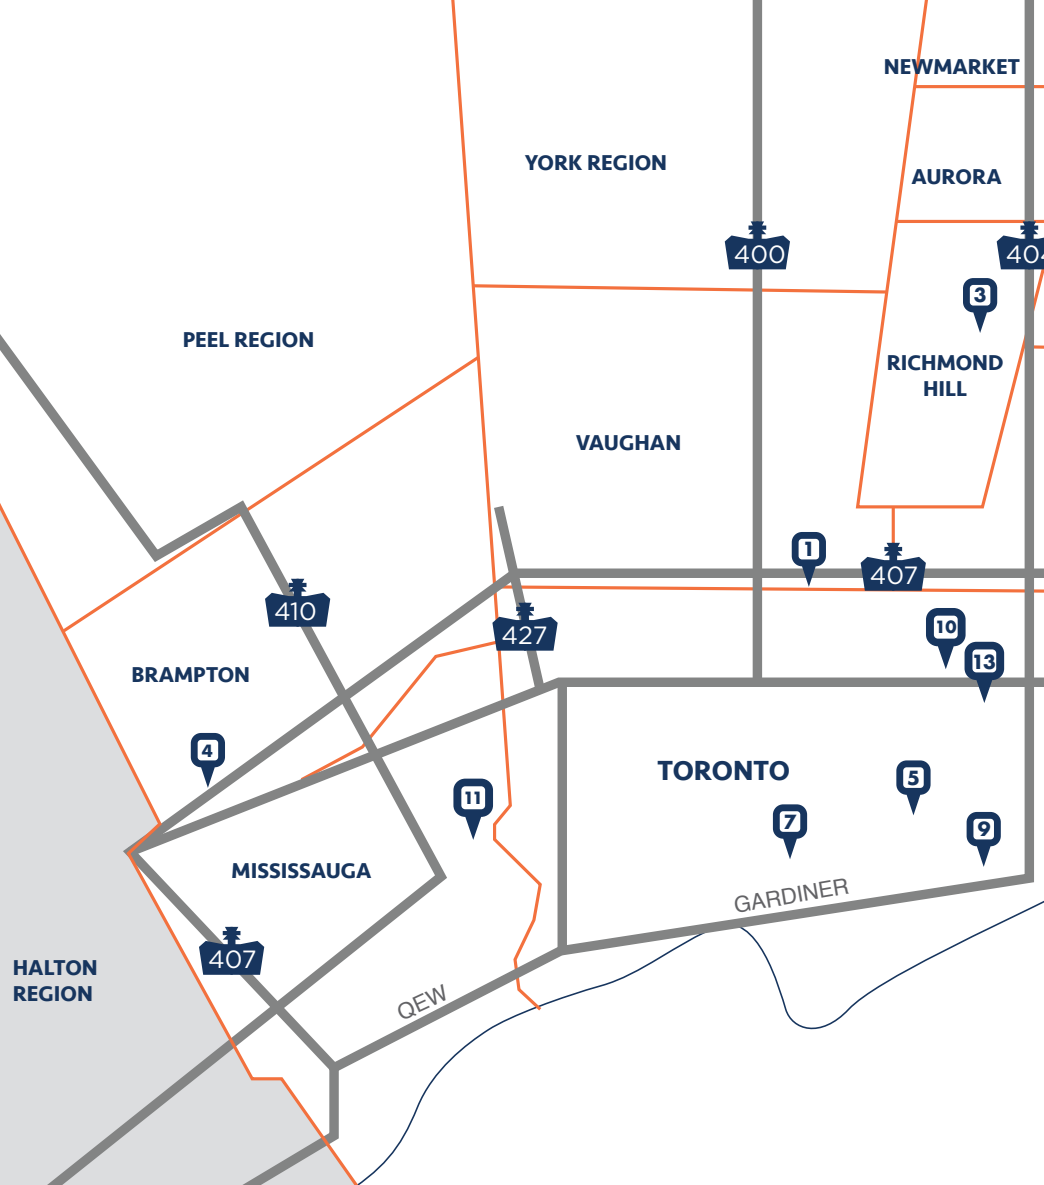 NEWMARKET
YORK REGION
AURORA
400
404
3
PEEL REGION
RICHMOND
HILL
VAUGHAN
1
407
410
427
10
13
BRAMPTON
4
TORONTO
5
11
7
9
MISSISSAUGA
GARDINER
407
HALTON
REGION
QEW